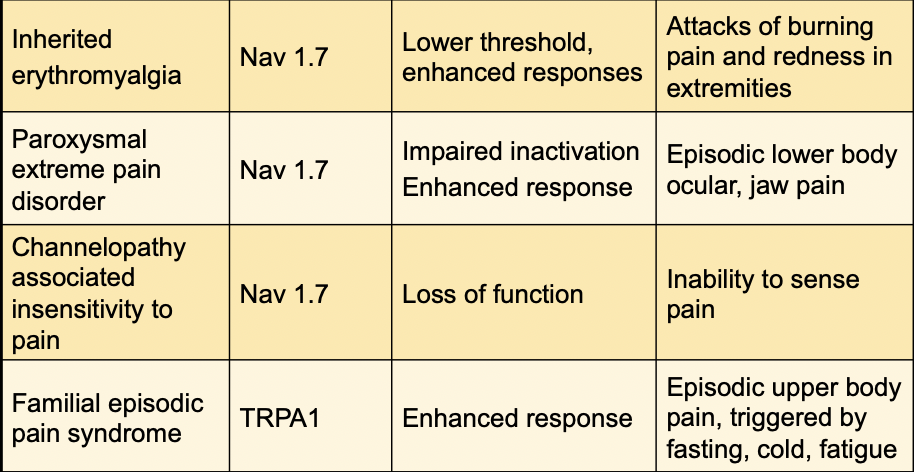 Inherited
erythromyalgia
Nav 1.7
Lower threshold,
enhanced responses
Attacks of burning
pain and redness in
extremities
Paroxysmal
extreme pain
disorder
Nav 1.7
Impaired inactivation
Enhanced response
Episodic lower body
ocular, jaw pain
Channelopathy
associated
insensitivity to
pain
Nav 1.7
Loss of function
Inability to sense
pain
Familial episodic
pain syndrome
TRPA1
Enhanced response
Episodic upper body
pain, triggered by
fasting, cold, fatigue